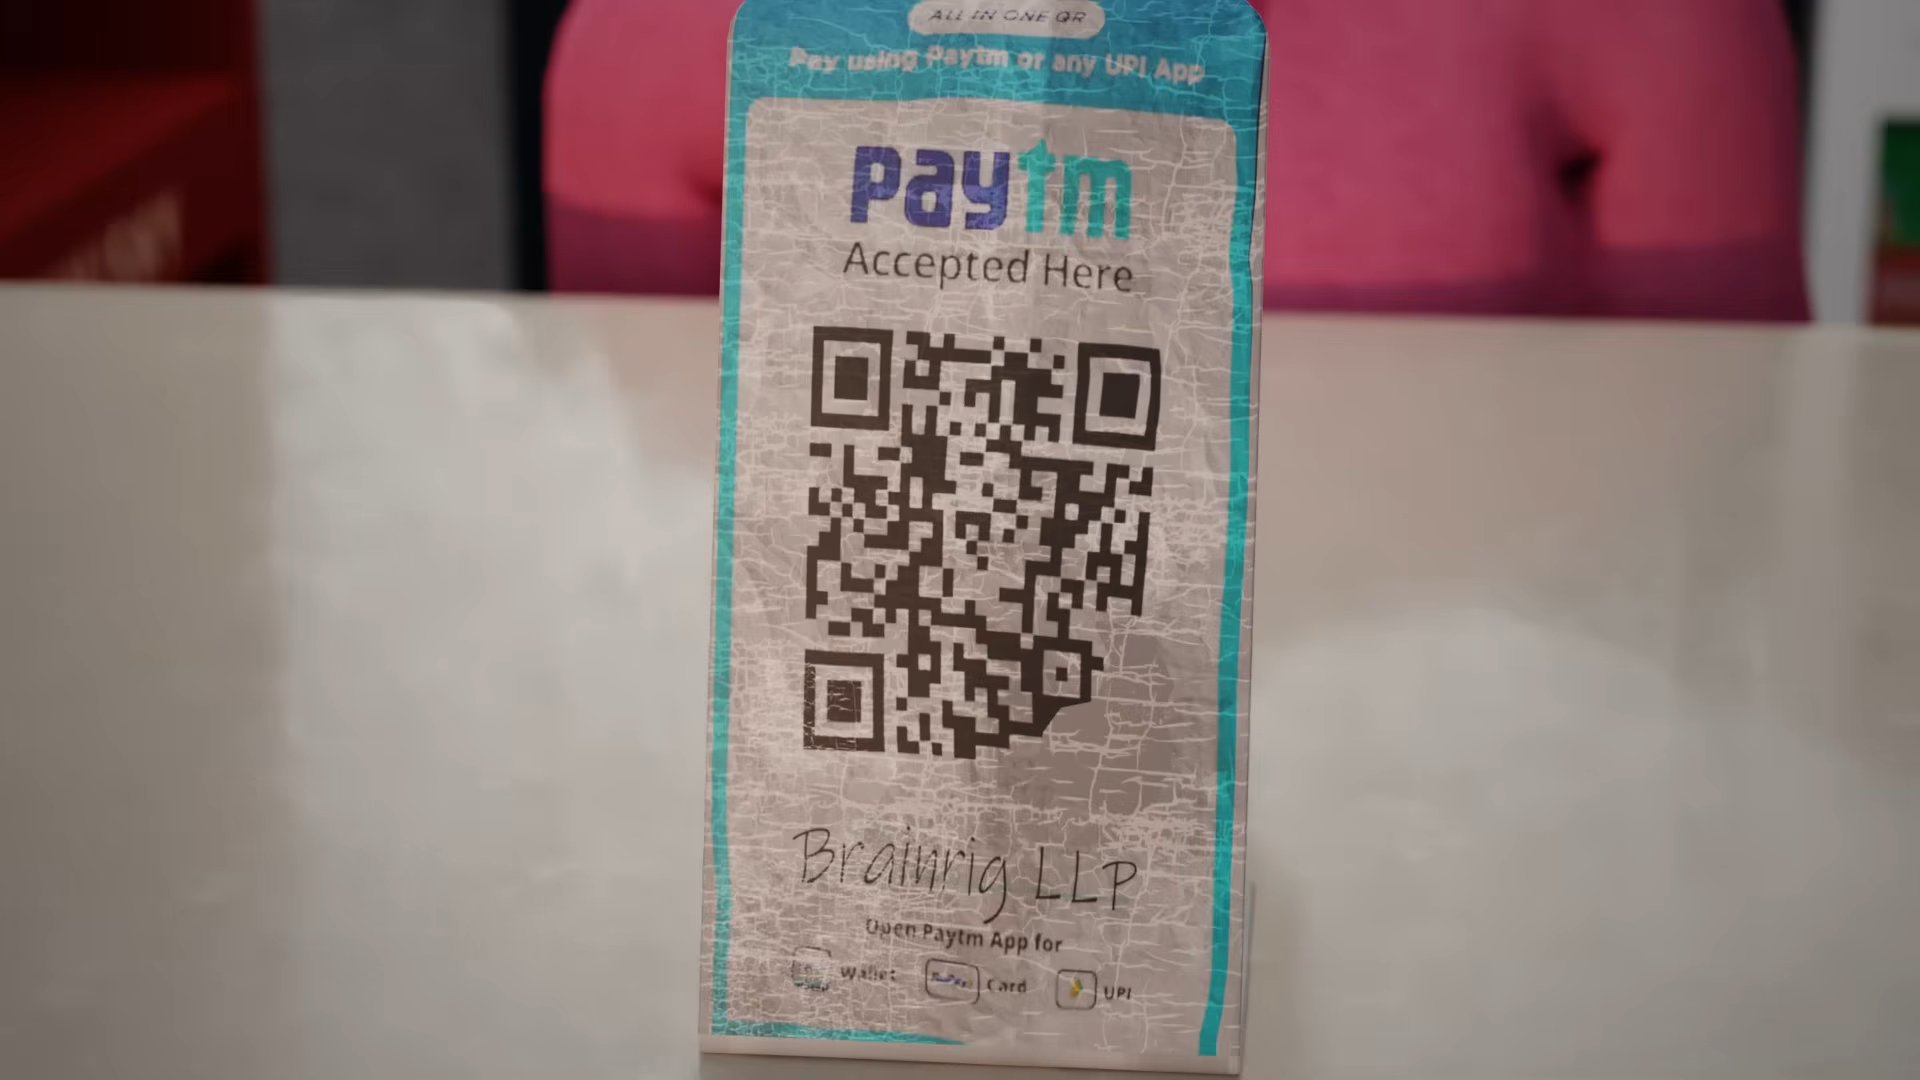 ALL IN ONE QR
Pay using Paytm or any UPI App
paytm
Accepted Here
Brainrig LLP
Open Paytm App for
Wallet Card UPI